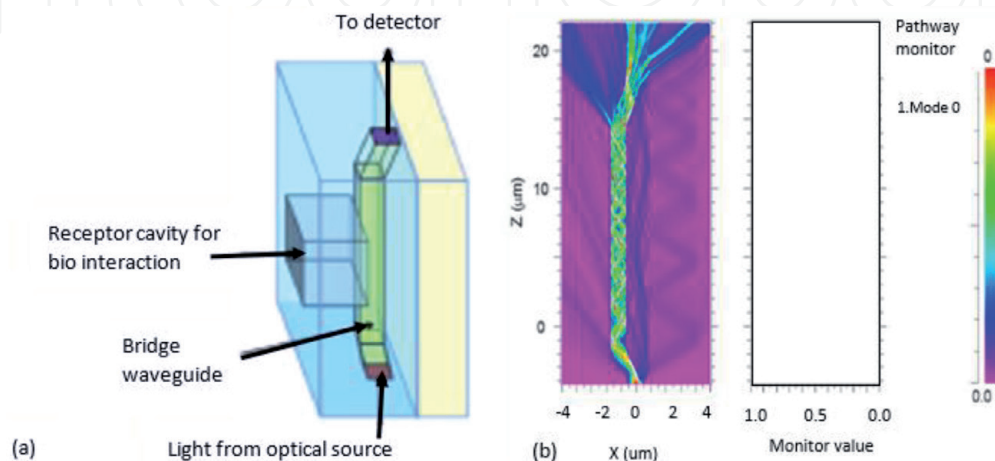 To detector
Receptor cavity for
bio interaction
Bridge
waveguide
Light from optical source
(a)
20
10
0
Z (μm)
-4 -2 0 2 4
X (um)
(b)
1.0 0.5 0.0
Monitor value
Pathway
monitor
1.Mode 0
0
0.0